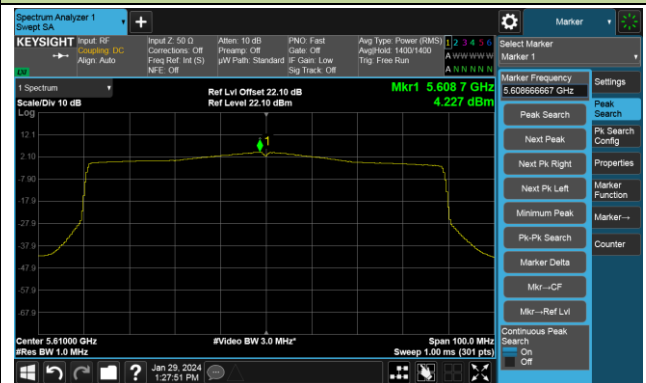 Spectrum Analyzer 1
Swept SA
+
Marker
KEYSIGHT
Input: RF
Coupling: DC
Align: Auto
Input Z: 50 Ω
Corrections: Off
Freq Ref: Int (S)
NFE: Off
Atten: 10 dB
Preamp: Off
µW Path: Standard
PNO: Fast
Gate: Off
IF Gain: Low
Sig Track: Off
Avg Type: Power (RMS)
Avg|Hold: 1400/1400
Trig: Free Run
1 2 3 4 5 6
A W W W W W
A N N N N N
LXI
Select Marker
Marker 1
1 Spectrum
Scale/Div 10 dB
Log
Ref Lvl Offset 22.10 dB
Ref Level 22.10 dBm
Mkr1 5.608 7 GHz
4.227 dBm
1
12.1
2.10
-7.90
-17.9
-27.9
-37.9
-47.9
-57.9
-67.9
Center 5.61000 GHz
#Res BW 1.0 MHz
#Video BW 3.0 MHz*
Span 100.0 MHz
Sweep 1.00 ms (301 pts)
Marker Frequency
5.608666667 GHz
Peak Search
Next Peak
Next Pk Right
Next Pk Left
Minimum Peak
Pk-Pk Search
Marker Delta
Mkr→CF
Mkr→Ref Lvl
Continuous Peak
Search
On
Off
Settings
Peak
Search
Pk Search
Config
Properties
Marker
Function
Marker→
Counter
?
Jan 29, 2024
1:27:51 PM